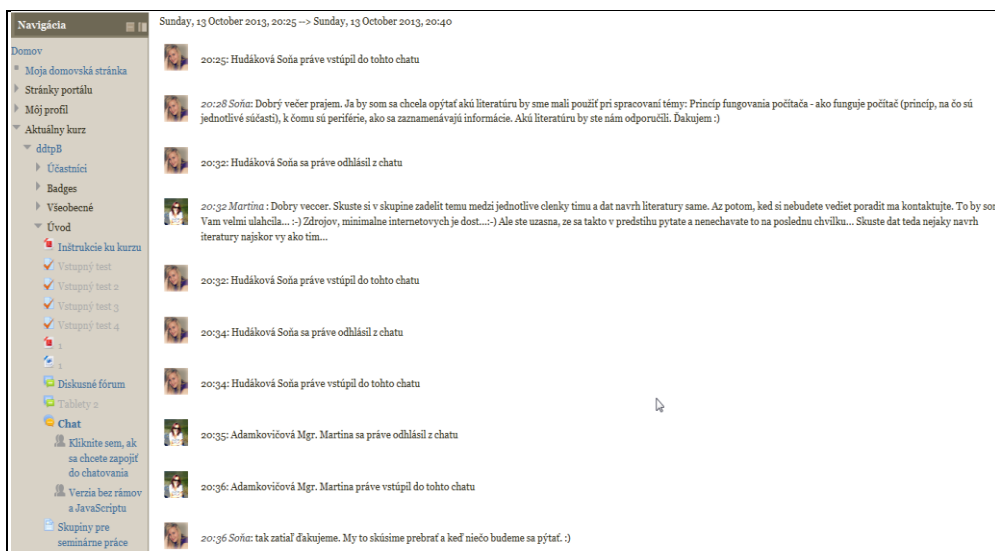 Navigácia
Domov
Moja domovská stránka
Stránky portálu
Môj profil
Aktuálny kurz
ddtpB
Účastníci
Badges
Všeobecné
Úvod
Inštrukcie ku kurzu
Vstupný test
Vstupný test 2
Vstupný test 3
Vstupný test 4
1
1
Diskusné fórum
Tablety 2
Chat
Kliknite sem, ak
sa chcete zapojiť
do chatovania
Verzia bez rámov
a JavaScriptu
Skupiny pre
seminárne práce
Sunday, 13 October 2013, 20:25 --> Sunday, 13 October 2013, 20:40
20:25: Hudáková Soňa práve vstúpil do tohto chatu
20:28 Soňa: Dobrý večer prajem. Ja by som sa chcela opýtať akú literatúru by sme mali použiť pri spracovaní témy: Princíp fungovania počítača - ako funguje počítač (princíp, na čo sú
jednotlivé súčasti), k čomu sú periférie, ako sa zaznamenávajú informácie. Akú literatúru by ste nám odporučili. Ďakujem :)
20:32: Hudáková Soňa sa práve odhlásil z chatu
20:32 Martina : Dobry veccer. Skuste si v skupine zadelit temu medzi jednotlive clenky timu a dat navrh literatury same. Az potom, ked si nebudete vediet poradit ma kontaktujte. To by som
Vam velmi ulahcila... :-) Zdrojov, minimalne internetovych je dost...:-) Ale ste uzasna, ze sa takto v predstihu pytate a nenechavate to na poslednu chvilku... Skuste dat teda nejaky navrh
iteratury najskor vy ako tim...
20:32: Hudáková Soňa práve vstúpil do tohto chatu
20:34: Hudáková Soňa sa práve odhlásil z chatu
20:34: Hudáková Soňa práve vstúpil do tohto chatu
20:35: Adamkovičová Mgr. Martina sa práve odhlásil z chatu
20:36: Adamkovičová Mgr. Martina práve vstúpil do tohto chatu
20:36 Soňa: tak zatiaľ ďakujeme. My to skúsime prebrať a keď niečo budeme sa pýtať. :)